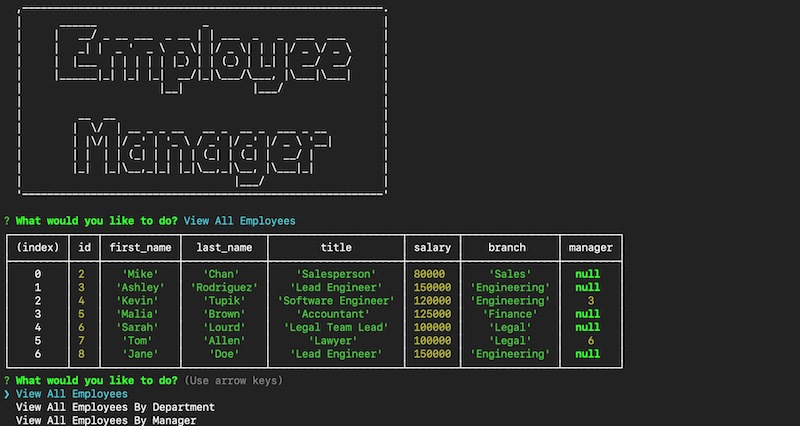 Employee
Manager
? What would you like to do? View All Employees
(index) id first_name last_name title salary branch manager
0 2 'Mike' 'Chan' 'Salesperson' 80000 'Sales' null
1 3 'Ashley' 'Rodriguez' 'Lead Engineer' 150000 'Engineering' null
2 4 'Kevin' 'Tupik' 'Software Engineer' 120000 'Engineering' 3
3 5 'Malia' 'Brown' 'Accountant' 125000 'Finance' null
4 6 'Sarah' 'Lourd' 'Legal Team Lead' 100000 'Legal' null
5 7 'Tom' 'Allen' 'Lawyer' 100000 'Legal' 6
6 8 'Jane' 'Doe' 'Lead Engineer' 150000 'Engineering' null
? What would you like to do? (Use arrow keys)
❯ View All Employees
View All Employees By Department
View All Employees By Manager